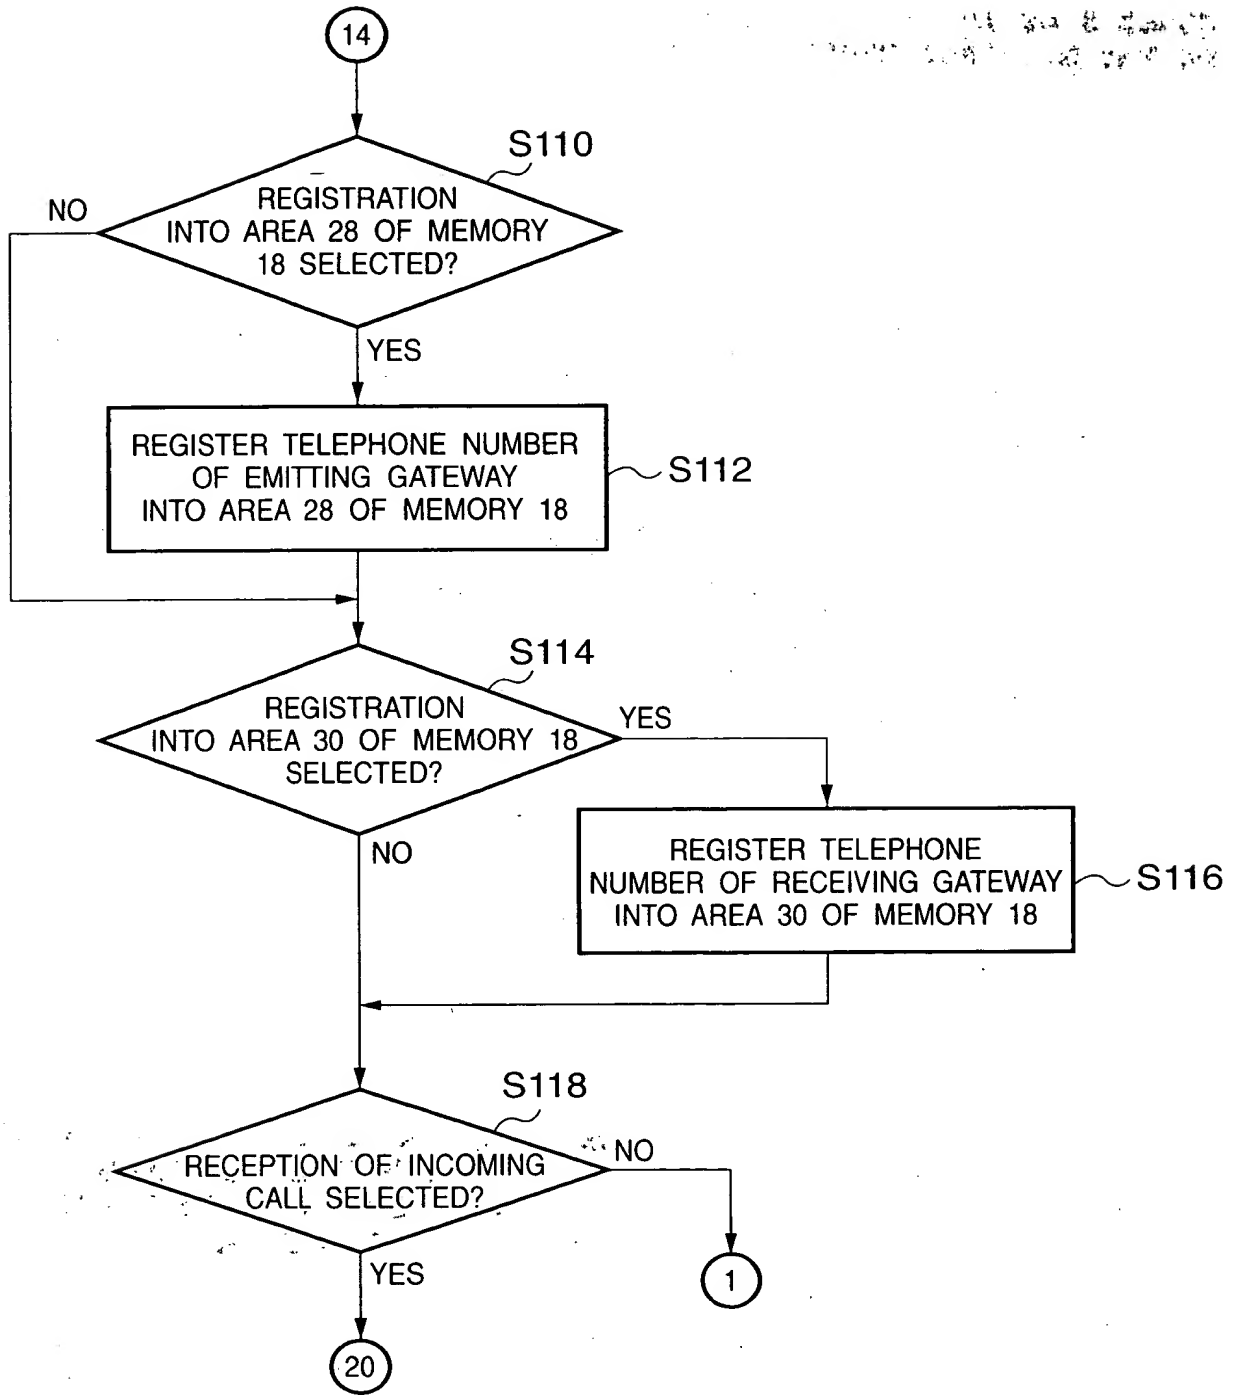 14
S110
REGISTRATION
INTO AREA 28 OF MEMORY
18 SELECTED?
NO
YES
REGISTER TELEPHONE NUMBER
OF EMITTING GATEWAY
INTO AREA 28 OF MEMORY 18
S112
S114
REGISTRATION
INTO AREA 30 OF MEMORY 18
SELECTED?
YES
NO
REGISTER TELEPHONE
NUMBER OF RECEIVING GATEWAY
INTO AREA 30 OF MEMORY 18
S116
S118
RECEPTION OF INCOMING
CALL SELECTED?
NO
YES
1
20